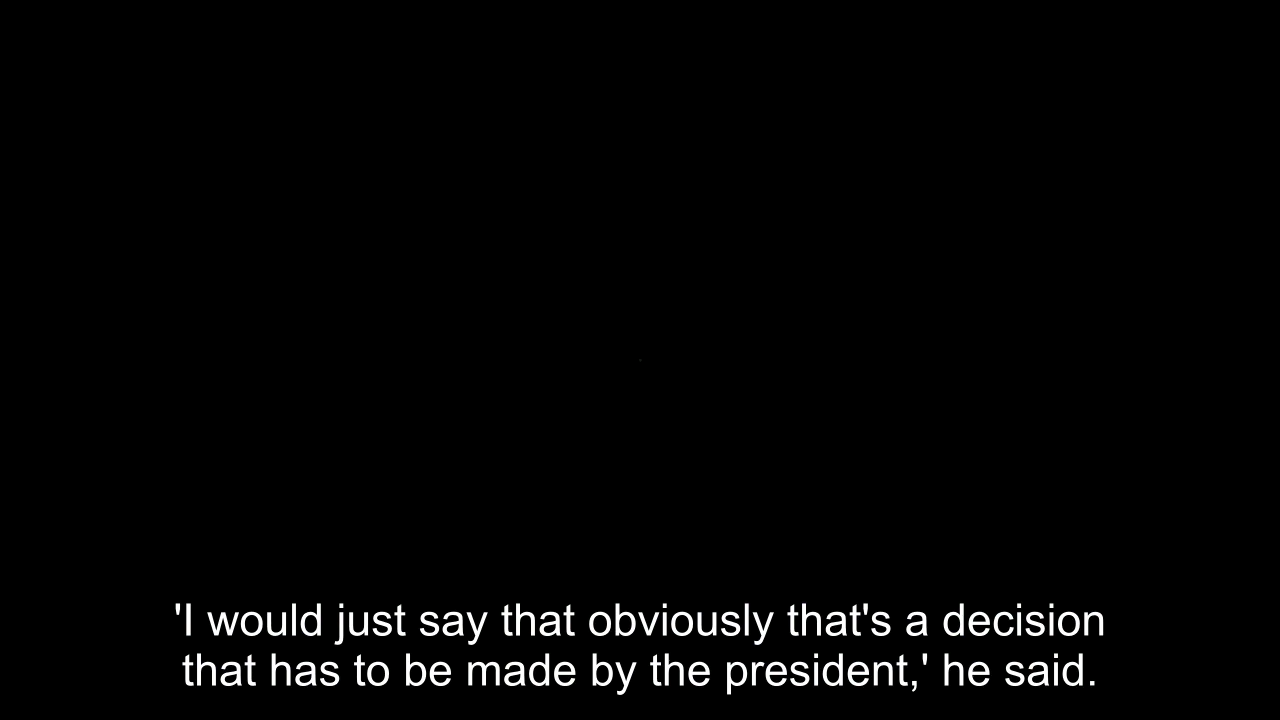 'I would just say that obviously that's a decision
that has to be made by the president,' he said.